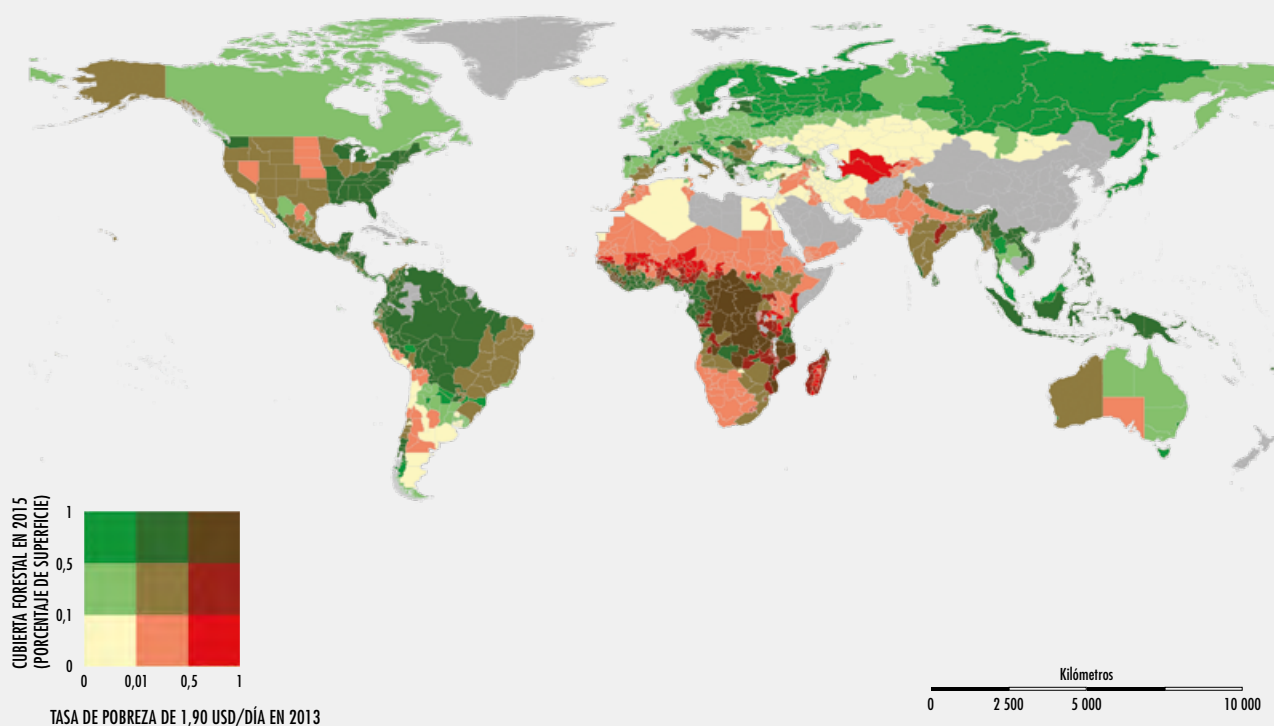 CUBIERTA FORESTAL EN 2015
(PORCENTAJE DE SUPERFICIE)
1
0,5
0,1
0
0 0,01 0,5 1
TASA DE POBREZA DE 1,90 USD/DÍA EN 2013
Kilómetros
0 2 500 5 000 10 000